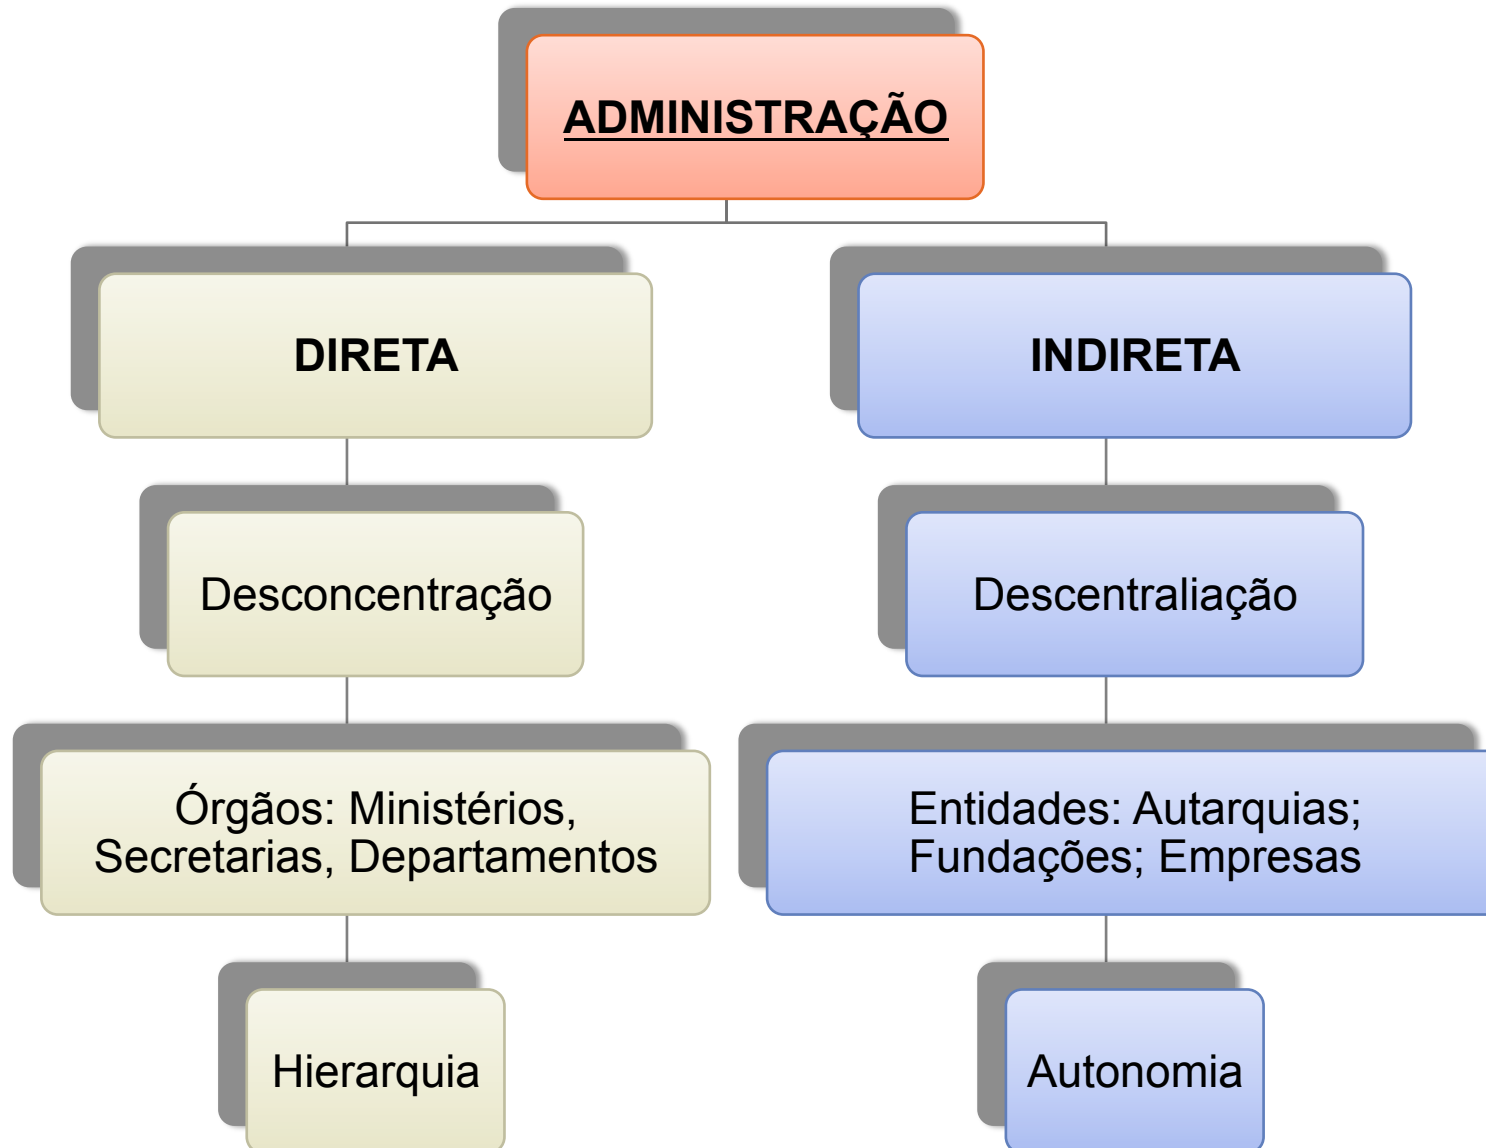 ADMINISTRAÇÃO
DIRETA
INDIRETA
Desconcentração
Descentraliação
Órgãos: Ministérios,
Secretarias, Departamentos
Entidades: Autarquias;
Fundações; Empresas
Hierarquia
Autonomia